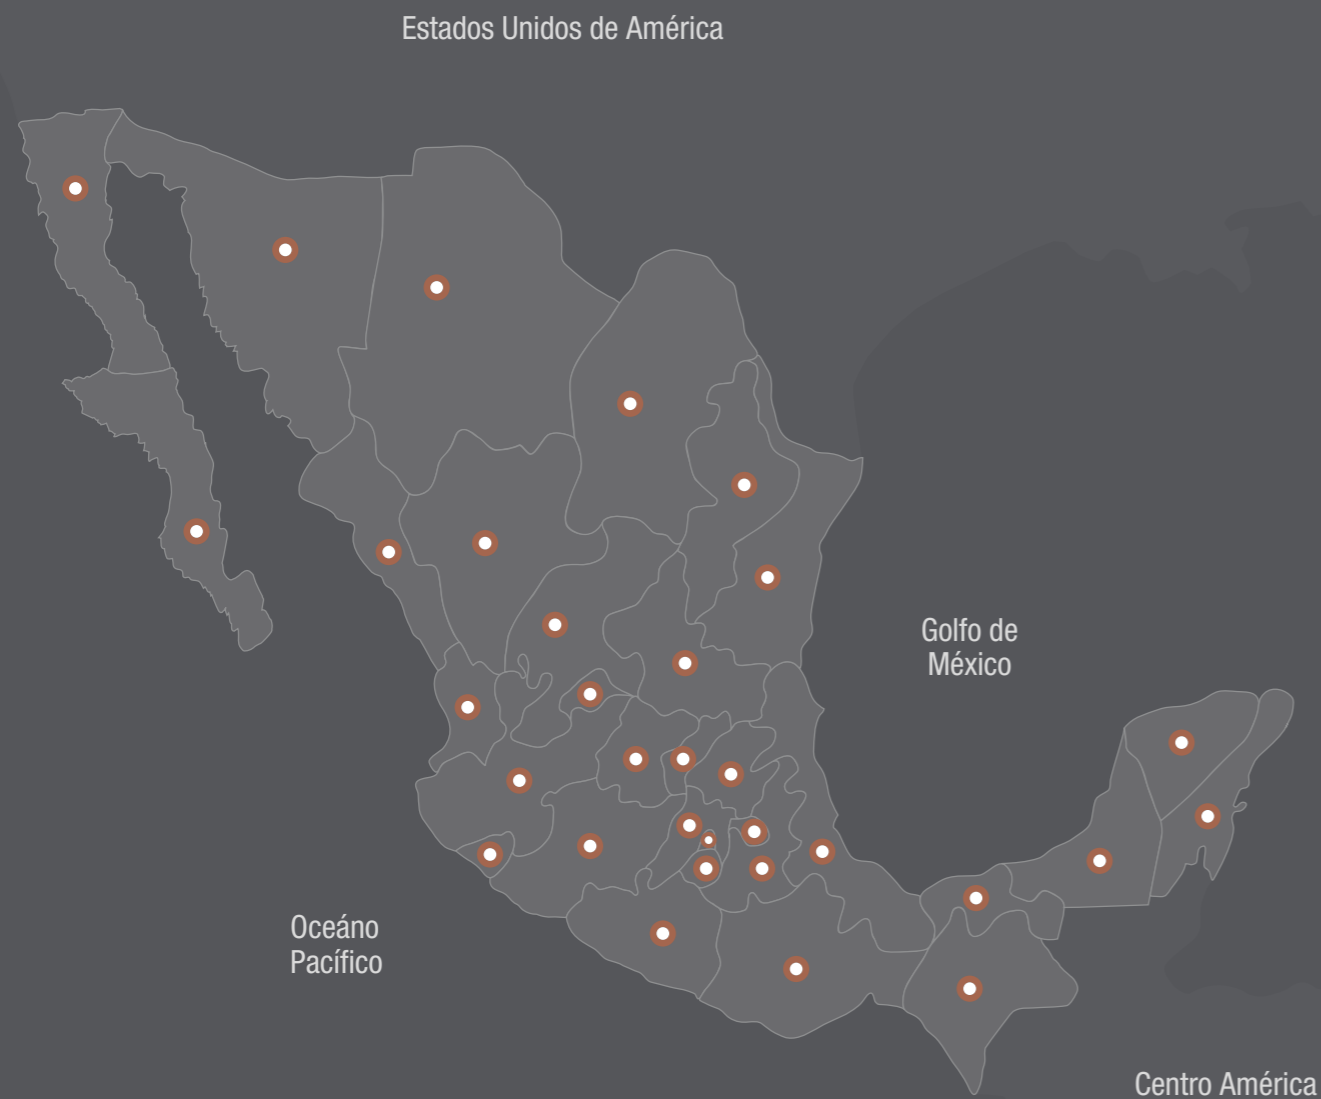 Estados Unidos de América
Golfo de
México
Oceáno
Pacífico
Centro América